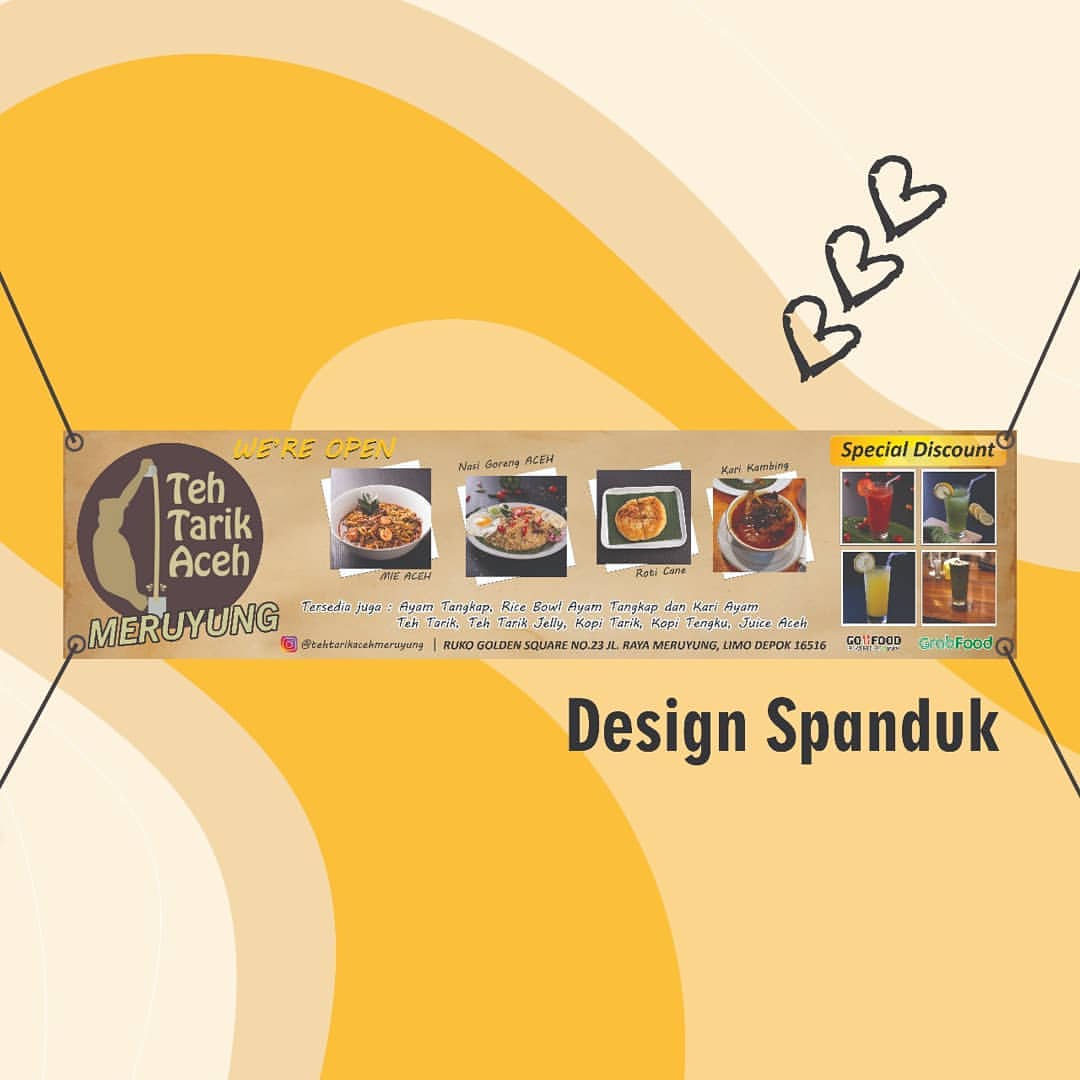 WE'RE OPEN
Teh
Tarik
Aceh
MERUYUNG
MIE ACEH
Nasi Goreng ACEH
Roti Cane
Kari Kambing
Special Discount
Tersedia juga : Ayam Tangkap, Rice Bowl Ayam Tangkap dan Kari Ayam
Teh Tarik, Teh Tarik Jelly, Kopi Tarik, Kopi Tengku, Juice Aceh
@tehtarikacehmeruyung | RUKO GOLDEN SQUARE NO.23 JL. RAYA MERUYUNG, LIMO DEPOK 16516
GO FOOD
GrabFood
Design Spanduk